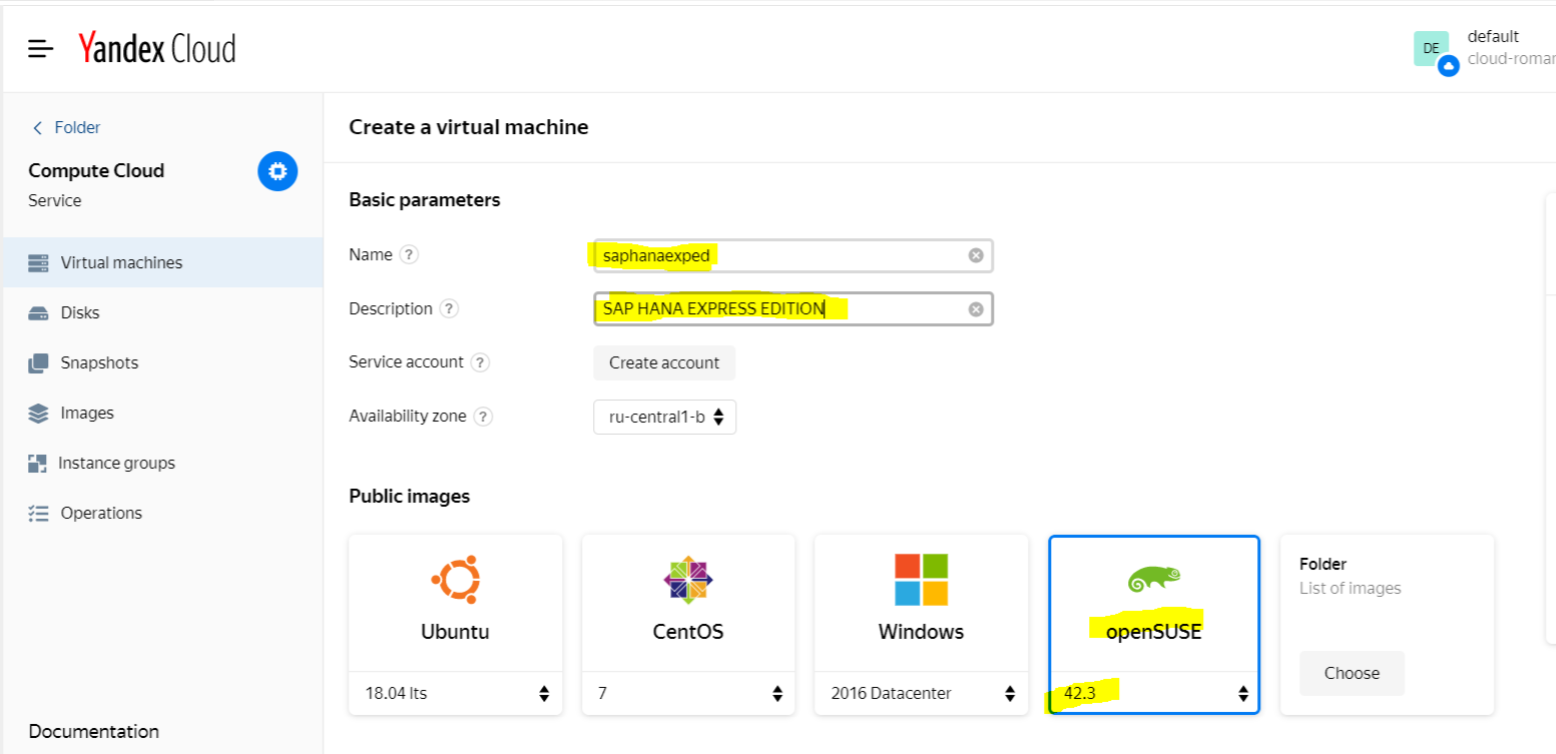 Yandex Cloud
DE
default
cloud-romar
Folder
Compute Cloud
Service
Virtual machines
Disks
Snapshots
Images
Instance groups
Operations
Documentation
Create a virtual machine
Basic parameters
Name ?
saphanaexped
Description ?
SAP HANA EXPRESS EDITION
Service account ?
Create account
Availability zone ?
ru-central1-b
Public images
Ubuntu
18.04 lts
CentOS
7
Windows
2016 Datacenter
openSUSE
42.3
Folder
List of images
Choose